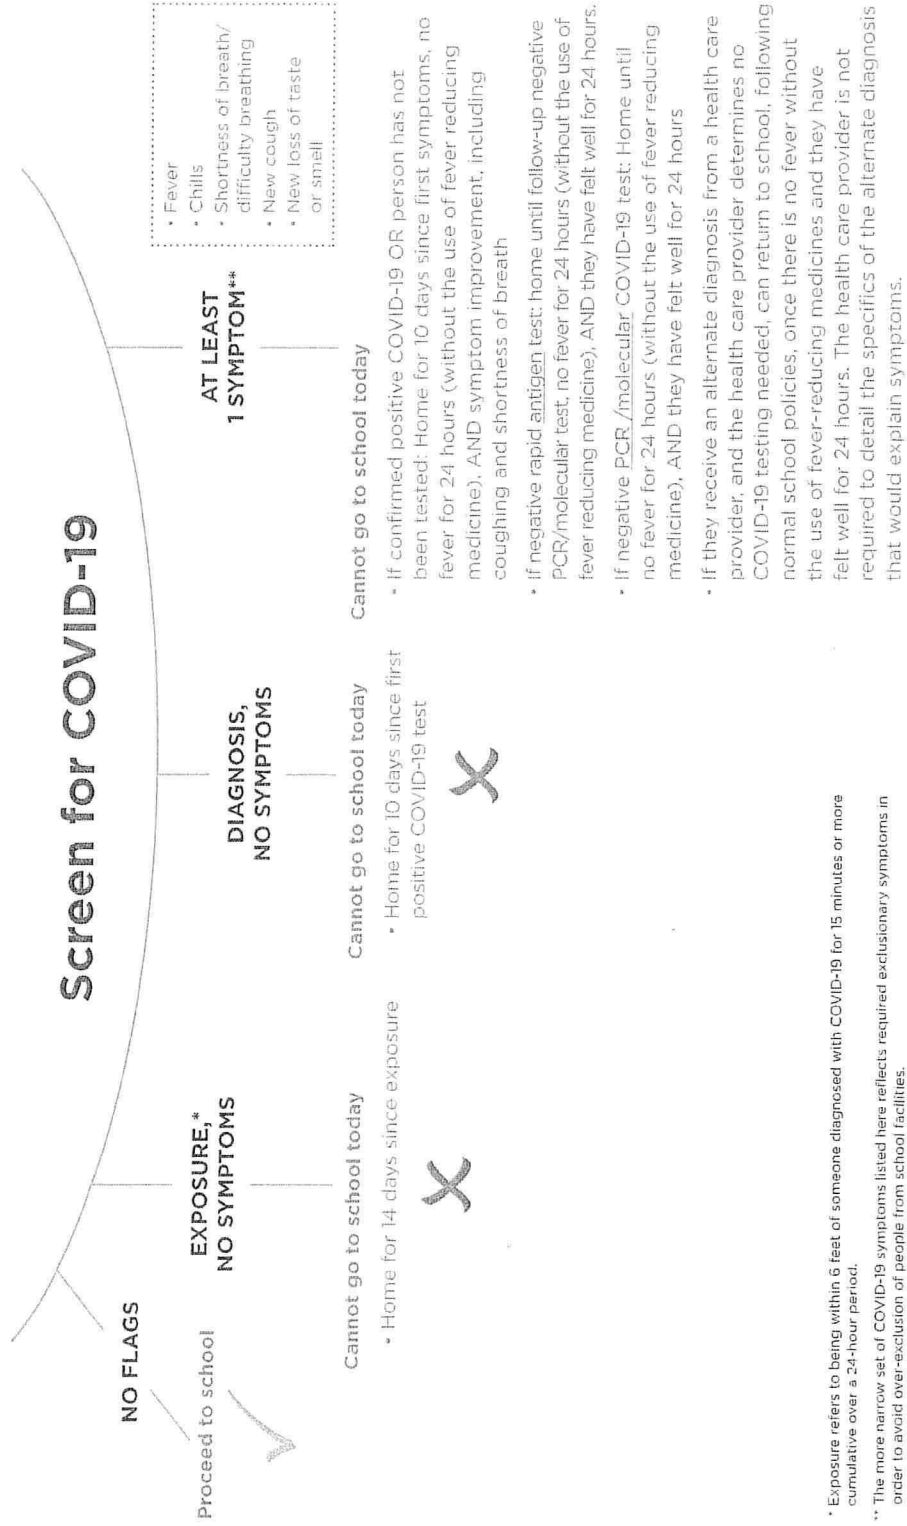 Screen for COVID-19
NO FLAGS
Proceed to school
EXPOSURE,*
NO SYMPTOMS
Cannot go to school today
• Home for 14 days since exposure
DIAGNOSIS,
NO SYMPTOMS
Cannot go to school today
• Home for 10 days since first
positive COVID-19 test
AT LEAST
1 SYMPTOM**
• Fever
• Chills
• Shortness of breath/
difficulty breathing
• New cough
• New loss of taste
or smell
Cannot go to school today
• If confirmed positive COVID-19 OR person has not
been tested: Home for 10 days since first symptoms, no
fever for 24 hours (without the use of fever reducing
medicine), AND symptom improvement, including
coughing and shortness of breath
• If negative rapid antigen test: home until follow-up negative
PCR/molecular test, no fever for 24 hours (without the use of
fever reducing medicine), AND they have felt well for 24 hours.
• If negative PCR/molecular COVID-19 test: Home until
no fever for 24 hours (without the use of fever reducing
medicine), AND they have felt well for 24 hours
• If they receive an alternate diagnosis from a health care
provider, and the health care provider determines no
COVID-19 testing needed, can return to school, following
normal school policies, once there is no fever without
the use of fever-reducing medicines and they have
felt well for 24 hours. The health care provider is not
required to detail the specifics of the alternate diagnosis
that would explain symptoms.
* Exposure refers to being within 6 feet of someone diagnosed with COVID-19 for 15 minutes or more
cumulative over a 24-hour period.
** The more narrow set of COVID-19 symptoms listed here reflects required exclusionary symptoms in
order to avoid over-exclusion of people from school facilities.